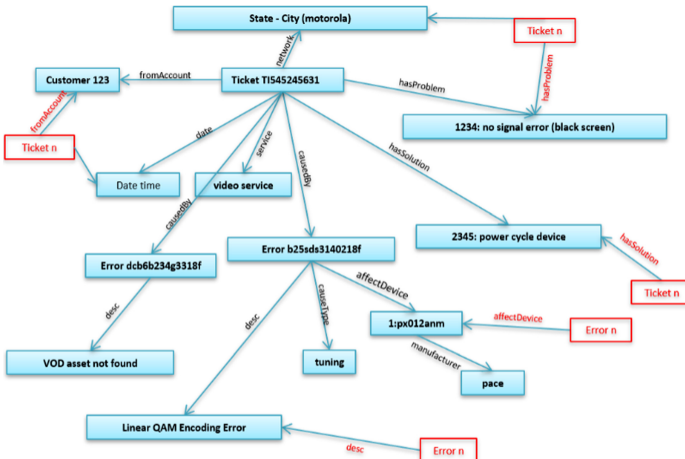 State - City (motorola)
Ticket n
network
Customer 123
fromAccount
Ticket TI545245631
hasProblem
hasProblem
fromAccount
1234: no signal error (black screen)
Ticket n
date
service
causedBy
hasSolution
Date time
video service
causedBy
2345: power cycle device
hasSolution
Error dcb6b234g3318f
Error b25sds3140218f
Ticket n
affectDevice
desc
desc
causeType
1:px012anm
affectDevice
Error n
VOD asset not found
tuning
manufacturer
pace
Linear QAM Encoding Error
desc
Error n